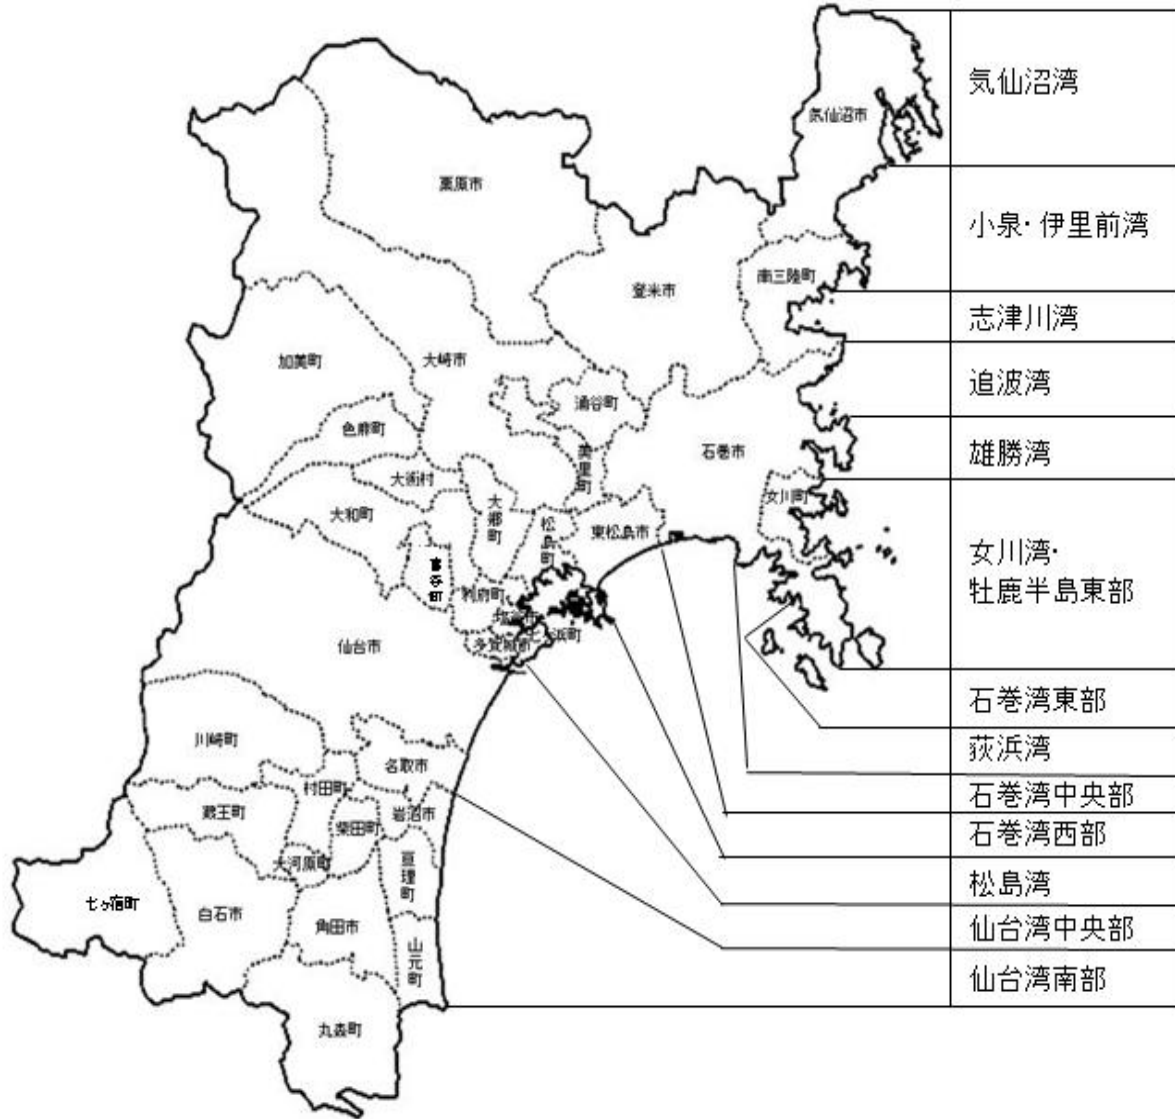 気仙沼湾
気仙沼市
栗原市
小泉・伊里前湾
南三陸町
登米市
志津川湾
加美町
大崎市
追波湾
涌谷町
色麻町
石巻市
雄勝湾
美里町
大衡村
女川町
大郷町
大和町
松島町
東松島市
女川湾・
牡鹿半島東部
利府町
七ヶ浜町
多賀城市
仙台市
石巻湾東部
川崎町
荻浜湾
名取市
村田町
石巻湾中央部
蔵王町
岩沼市
柴田町
石巻湾西部
大河原町
亘理町
松島湾
七ヶ宿町
白石市
角田市
仙台湾中央部
山元町
仙台湾南部
丸森町